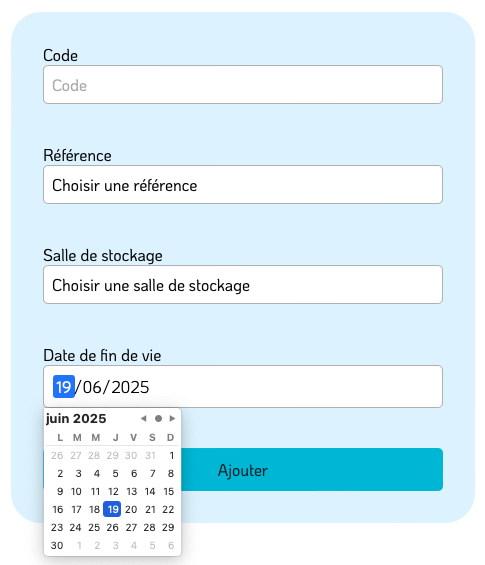 Code
Code
Référence
Choisir une référence
Salle de stockage
Choisir une salle de stockage
Date de fin de vie
19/06/2025
juin 2025
L M M J V S D
26 27 28 29 30 31 1
2 3 4 5 6 7 8
9 10 11 12 13 14 15
16 17 18 19 20 21 22
23 24 25 26 27 28 29
30 1 2 3 4 5 6
Ajouter